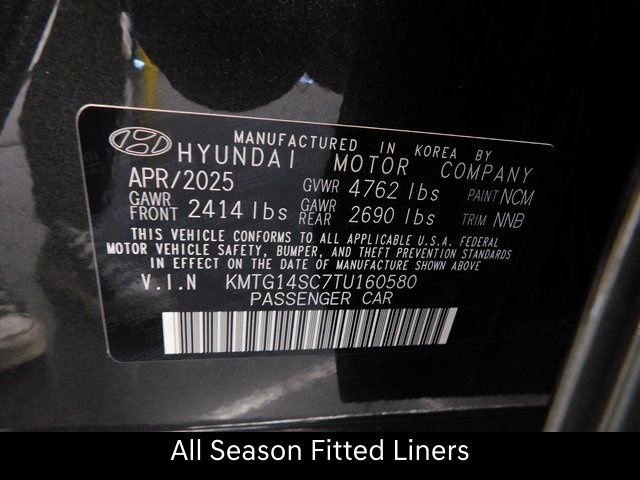 MANUFACTURED IN KOREA BY
HYUNDAI MOTOR COMPANY
APR/2025 GVWR 4762 lbs PAINT NCM
GAWR FRONT 2414 lbs GAWR REAR 2690 lbs TRIM NNB
THIS VEHICLE CONFORMS TO ALL APPLICABLE U.S.A. FEDERAL
MOTOR VEHICLE SAFETY, BUMPER, AND THEFT PREVENTION STANDARDS
IN EFFECT ON THE DATE OF MANUFACTURE SHOWN ABOVE
V.I.N KMTG14SC7TU160580
PASSENGER CAR
All Season Fitted Liners